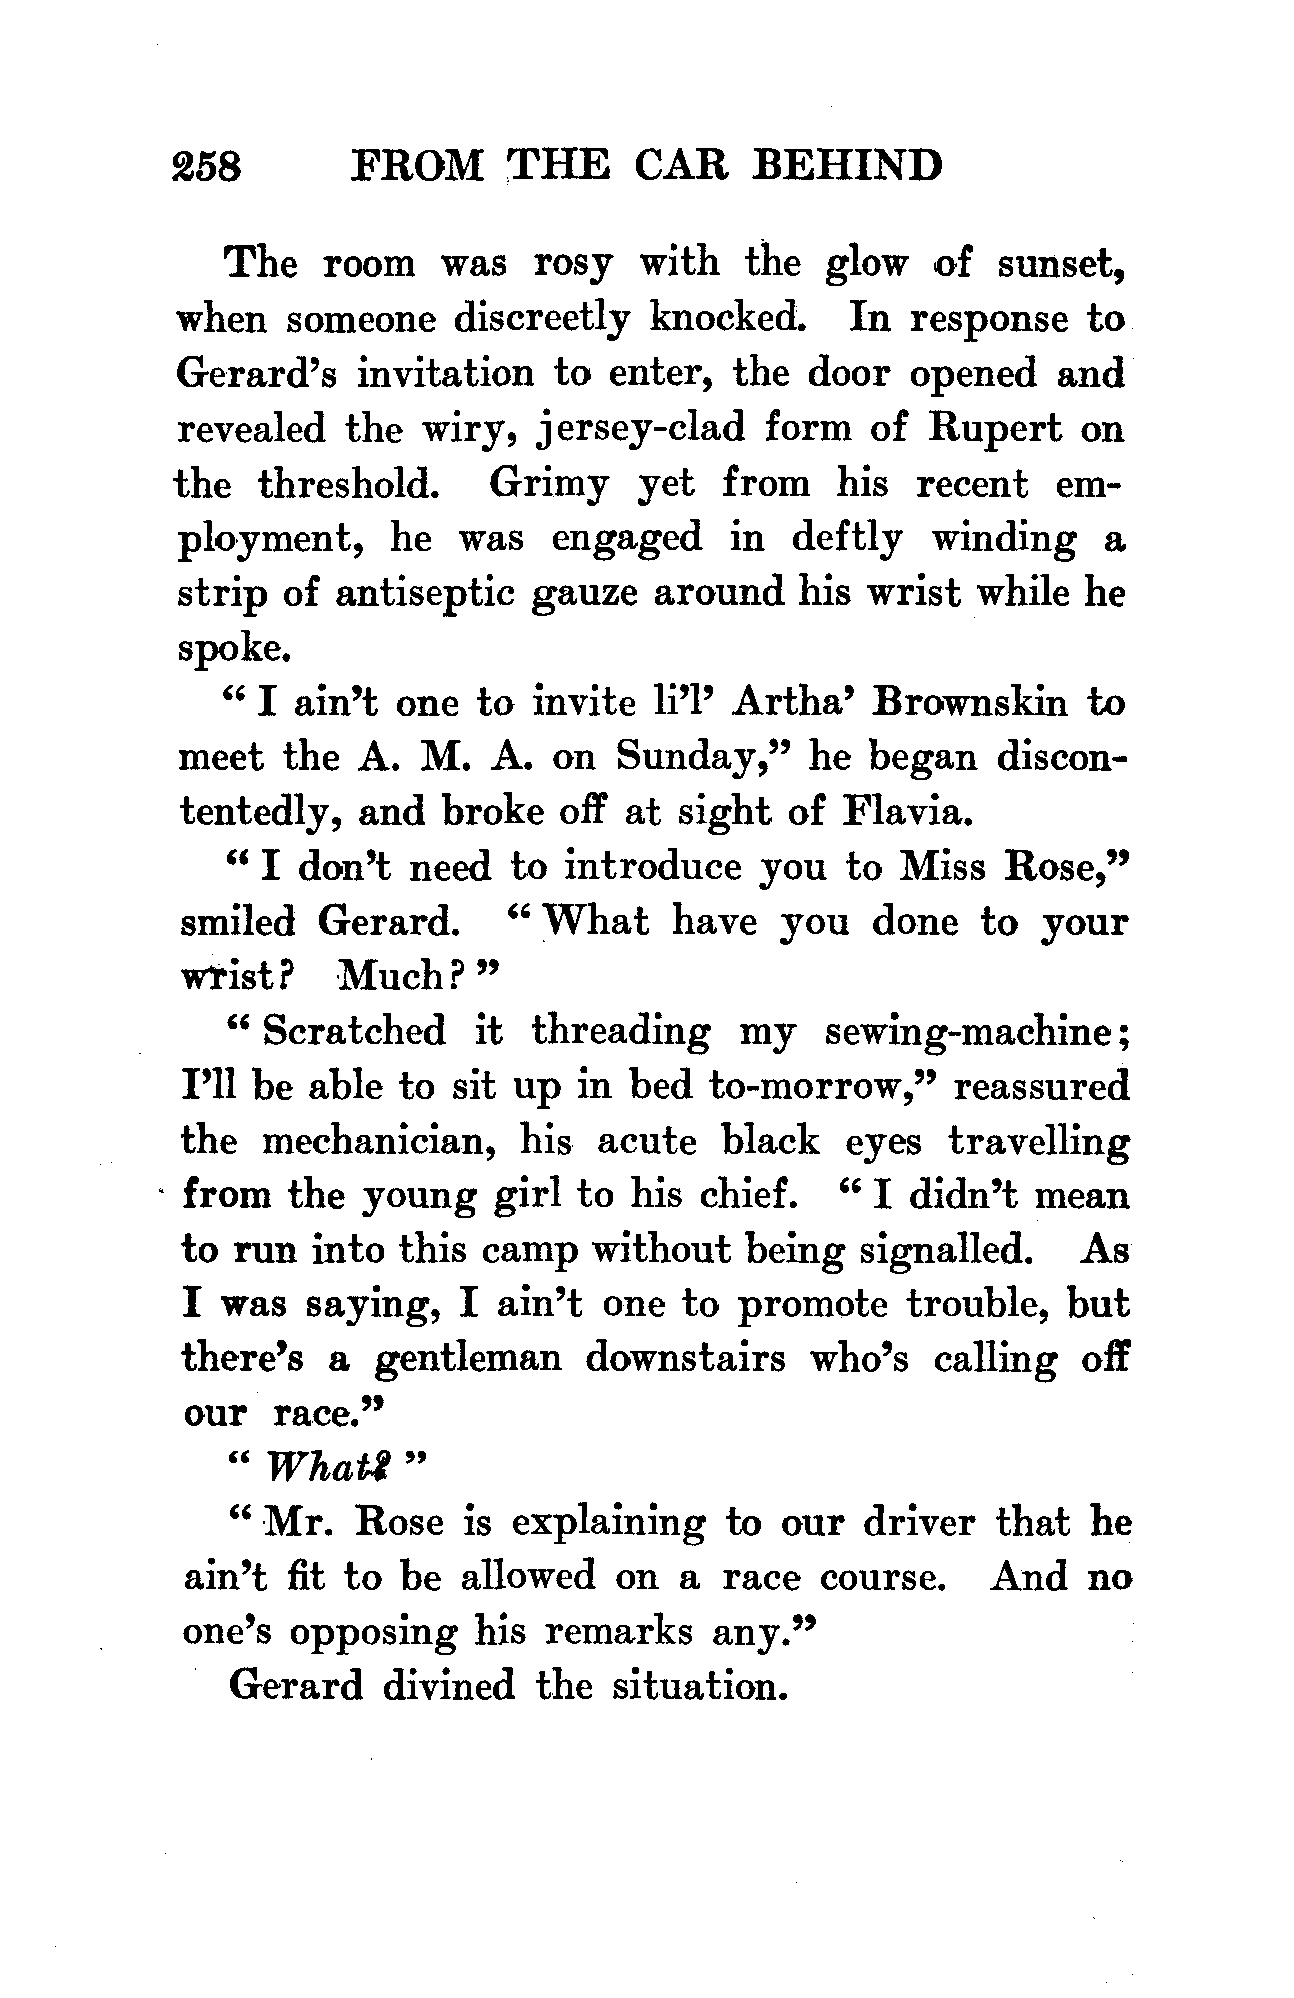 258 FROM THE CAR BEHIND
The room was rosy with the glow of sunset,
when someone discreetly knocked. In response to
Gerard's invitation to enter, the door opened and
revealed the wiry, jersey-clad form of Rupert on
the threshold. Grimy yet from his recent em-
ployment, he was engaged in deftly winding a
strip of antiseptic gauze around his wrist while he
spoke.
“ I ain't one to invite li'l' Artha' Brownskin to
meet the A. M. A. on Sunday,” he began discon-
tentedly, and broke off at sight of Flavia.
“ I don't need to introduce you to Miss Rose,”
smiled Gerard. “ What have you done to your
wrist? Much? ”
“ Scratched it threading my sewing-machine;
I'll be able to sit up in bed to-morrow,” reassured
the mechanician, his acute black eyes travelling
from the young girl to his chief. “ I didn't mean
to run into this camp without being signalled. As
I was saying, I ain't one to promote trouble, but
there's a gentleman downstairs who's calling off
our race.”
“ What? ”
“ Mr. Rose is explaining to our driver that he
ain't fit to be allowed on a race course. And no
one's opposing his remarks any.”
Gerard divined the situation.